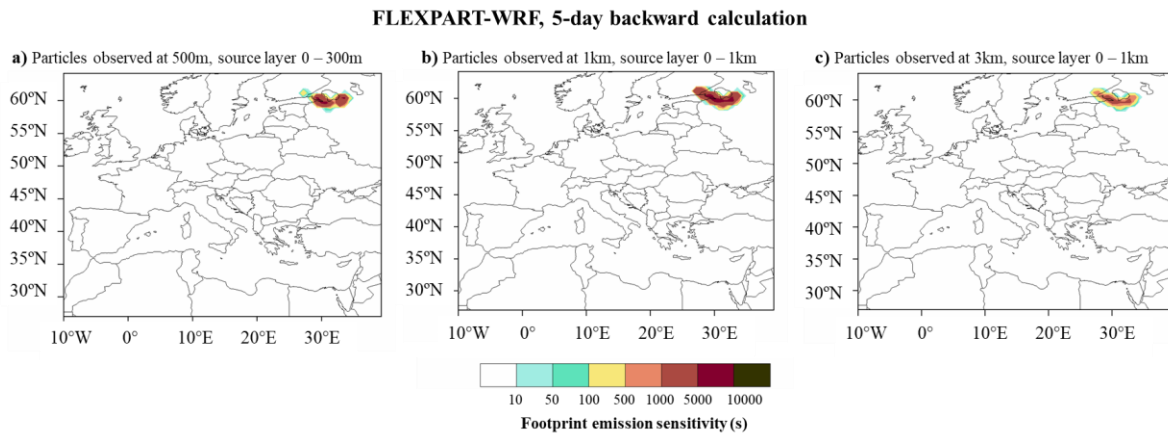 FLEXPART-WRF, 5-day backward calculation
a) Particles observed at 500m, source layer 0 – 300m
b) Particles observed at 1km, source layer 0 – 1km
c) Particles observed at 3km, source layer 0 – 1km
60ºN
55ºN
50ºN
45ºN
40ºN
35ºN
30ºN
10ºW 0º 10ºE 20ºE 30ºE
60ºN
55ºN
50ºN
45ºN
40ºN
35ºN
30ºN
10ºW 0º 10ºE 20ºE 30ºE
60ºN
55ºN
50ºN
45ºN
40ºN
35ºN
30ºN
10ºW 0º 10ºE 20ºE 30ºE
10 50 100 500 1000 5000 10000
Footprint emission sensitivity (s)